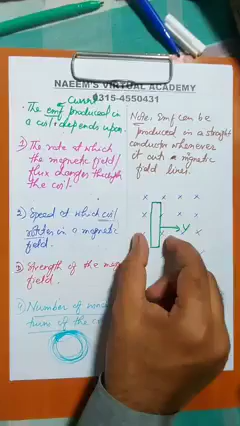 NAEEM'S VIRTUAL ACADEMY
0315-4550431
Current
• The emf produced in
a coil depends upon.
1) The rate at which
the magnetic field/
flux changes through
the coil.
2) Speed at which coil
rotates in a magnetic
field.
3) Strength of the
field.
4) Number of
turns of the
Note: Emf can be
produced in a straight
conductor whenever
it cuts magnetic
field lines.
x x x x
x x x
V
x